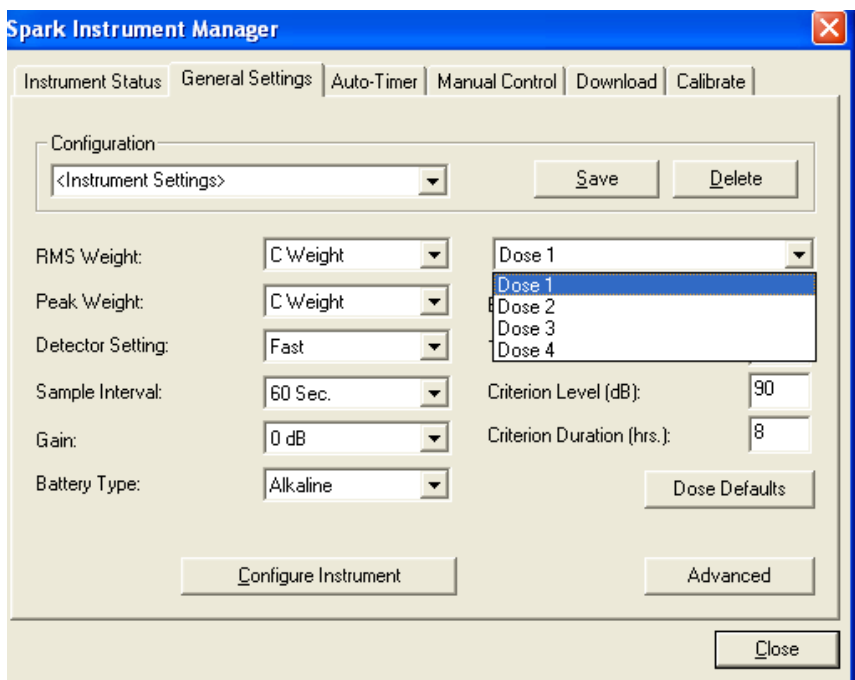 Spark Instrument Manager
Instrument Status General Settings Auto-Timer Manual Control Download Calibrate
Configuration
<Instrument Settings> Save Delete
RMS Weight: C Weight Dose 1
Dose 1
Peak Weight: C Weight Dose 2
Dose 3
Detector Setting: Fast Dose 4
Sample Interval: 60 Sec. Criterion Level (dB): 90
Gain: 0 dB Criterion Duration (hrs.): 8
Battery Type: Alkaline Dose Defaults
Configure Instrument Advanced
Close